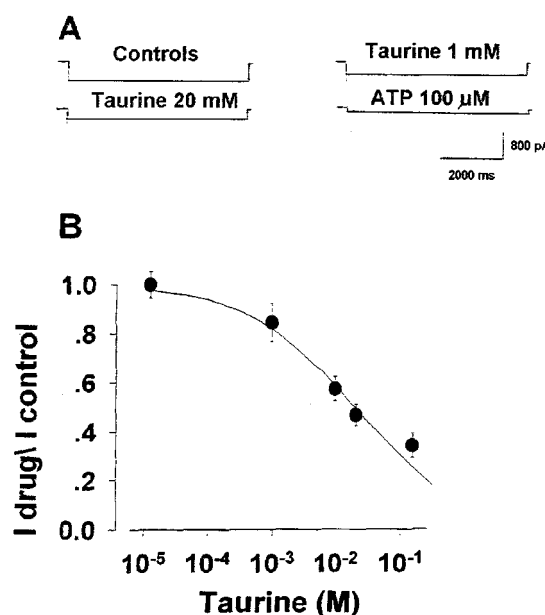 A
Controls
Taurine 1 mM
Taurine 20 mM
ATP 100 µM
800 p/
2000 ms
B
I drug\ I control
1.0
.8
.6
.4
.2
0.0
10⁻⁵ 10⁻⁴ 10⁻³ 10⁻² 10⁻¹
Taurine (M)